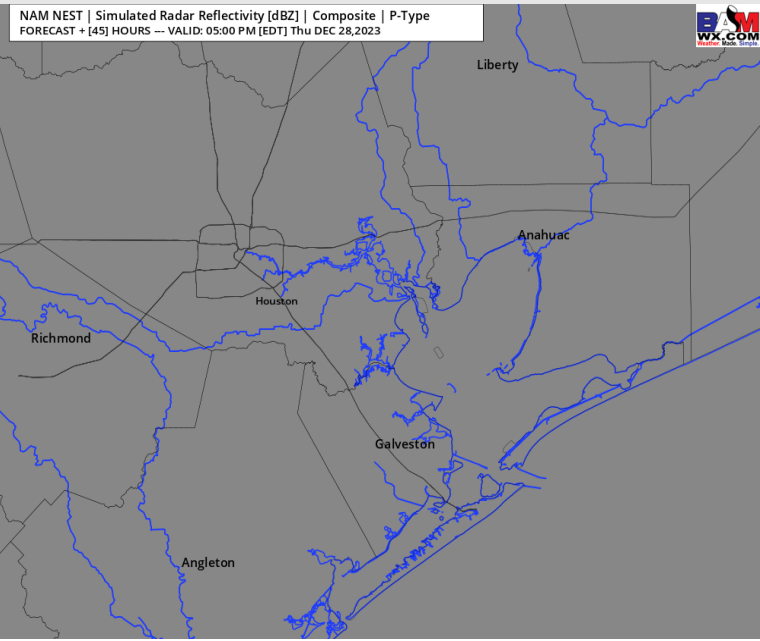 NAM NEST | Simulated Radar Reflectivity [dBZ] | Composite | P-Type
FORECAST + [45] HOURS --- VALID: 05:00 PM [EDT] Thu DEC 28,2023
BAM
WX.COM
Weather. Made. Simple.
Liberty
Anahuac
Houston
Richmond
Galveston
Angleton